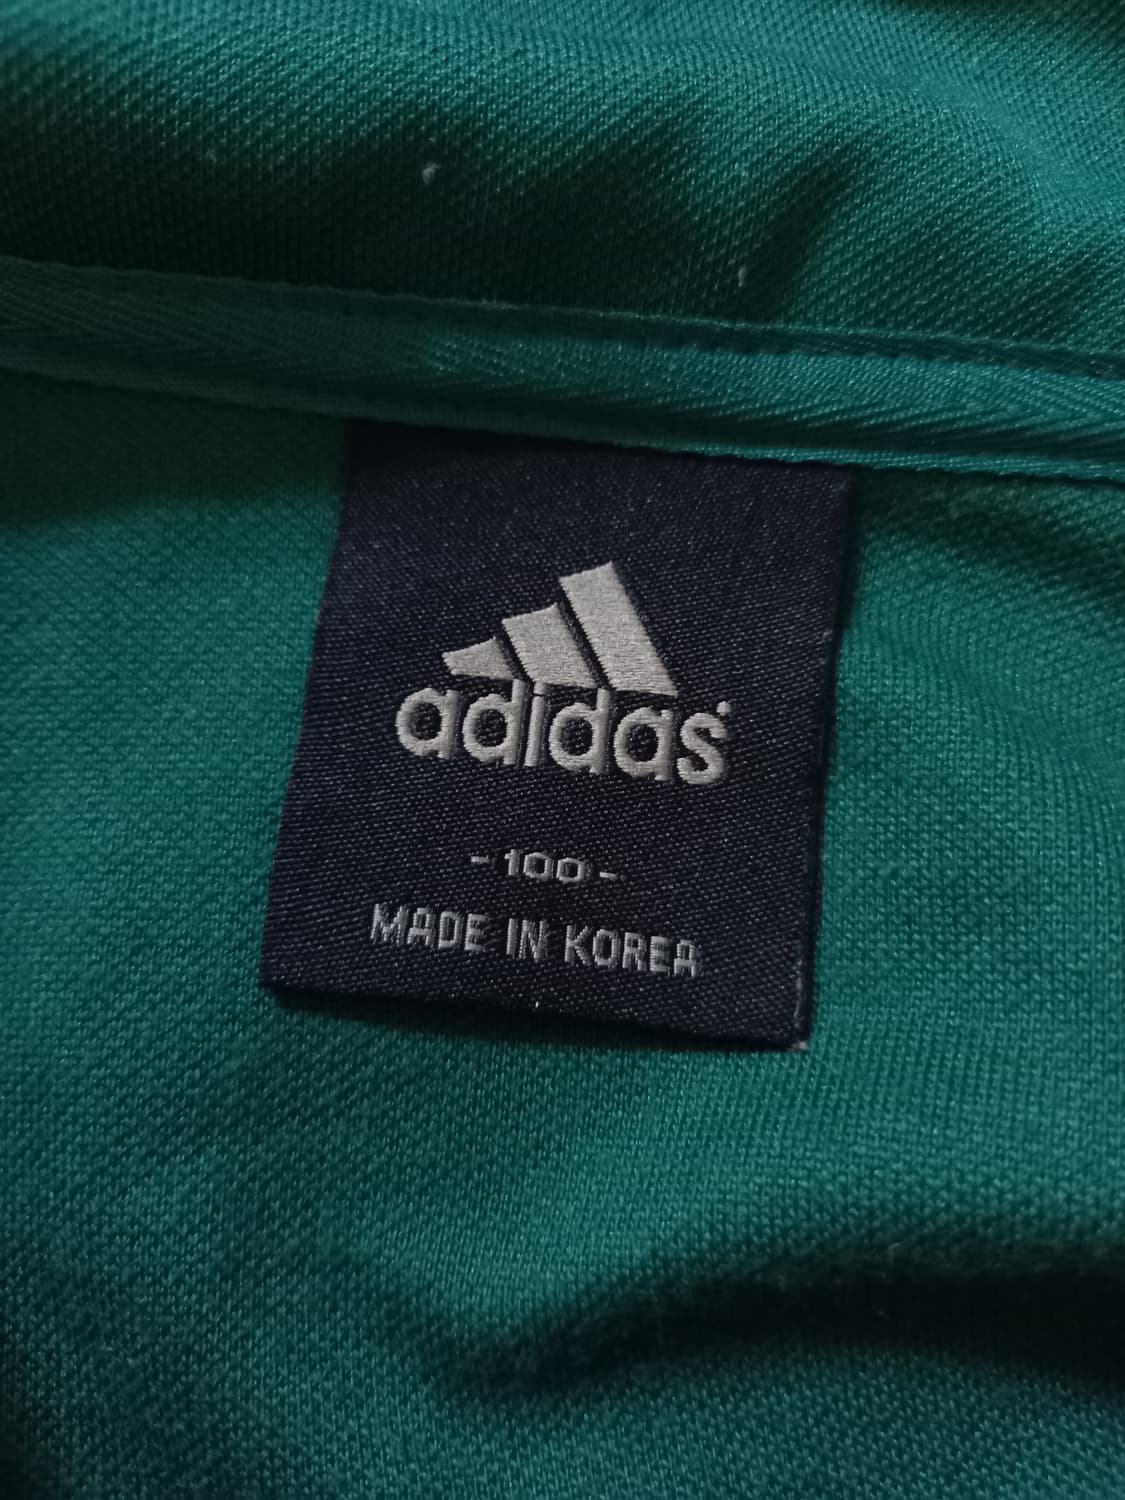 adidas
- 100 -
MADE IN KOREA